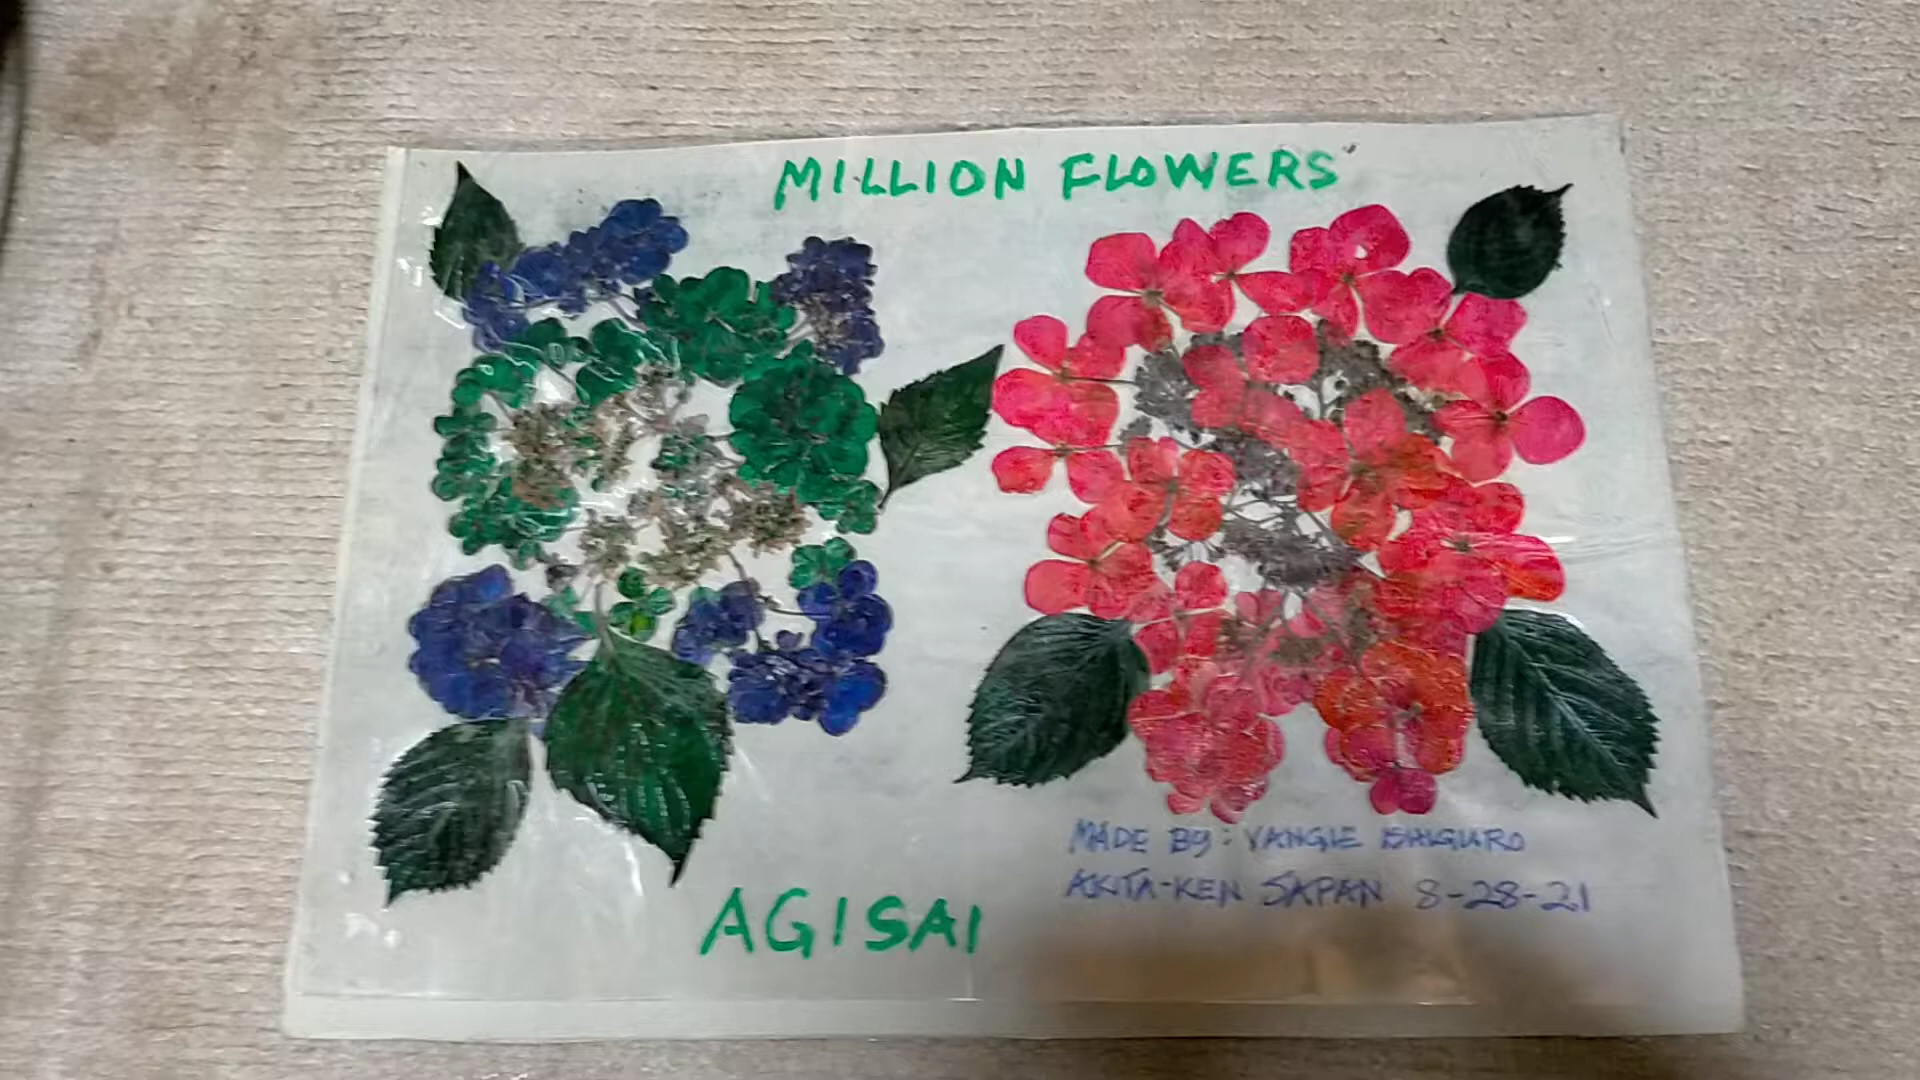 MILLION FLOWERS
MADE BY: VANGIE ISHIGURO
AKITA-KEN JAPAN 8-28-21
AGISAI